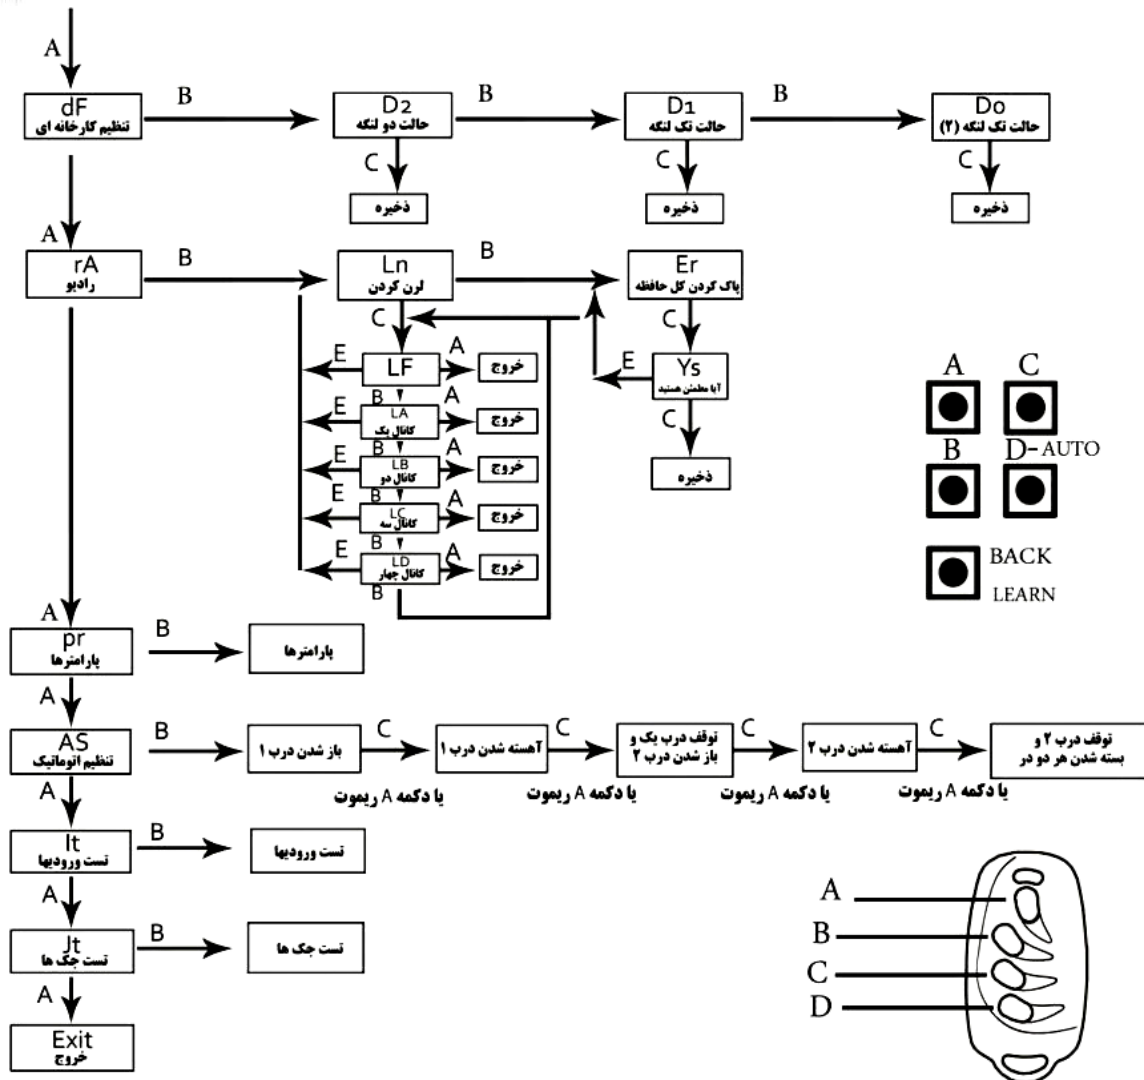 A
dF
تنظیم کارخانه ای
B
D2
حالت دو لنگه
B
D1
حالت تک لنگه
B
Do
حالت تک لنگه (۲)
C
ذخیره
C
ذخیره
C
ذخیره
A
rA
رادیو
B
Ln
لرن کردن
B
Er
پاک کردن کل حافظه
C
C
E
LF
A
خروج
E
Ys
آیا مطمئن هستید
B
E
LA
کانال یک
A
خروج
C
B
E
LB
کانال دو
A
خروج
ذخیره
B
E
LC
کانال سه
A
خروج
B
E
LD
کانال چهار
A
خروج
B
A
C
B
D-AUTO
BACK
LEARN
A
pr
پارامترها
B
پارامترها
A
AS
تنظیم اتوماتیک
B
باز شدن درب ۱
C
آهسته شدن درب ۱
C
توقف درب یک و
باز شدن درب ۲
C
آهسته شدن درب ۲
C
توقف درب ۲ و
بسته شدن هر دو در
یا دکمه A ریموت
یا دکمه A ریموت
یا دکمه A ریموت
یا دکمه A ریموت
A
It
تست ورودیها
B
تست ورودیها
A
Jt
تست جک ها
B
تست جک ها
A
Exit
خروج
A
B
C
D